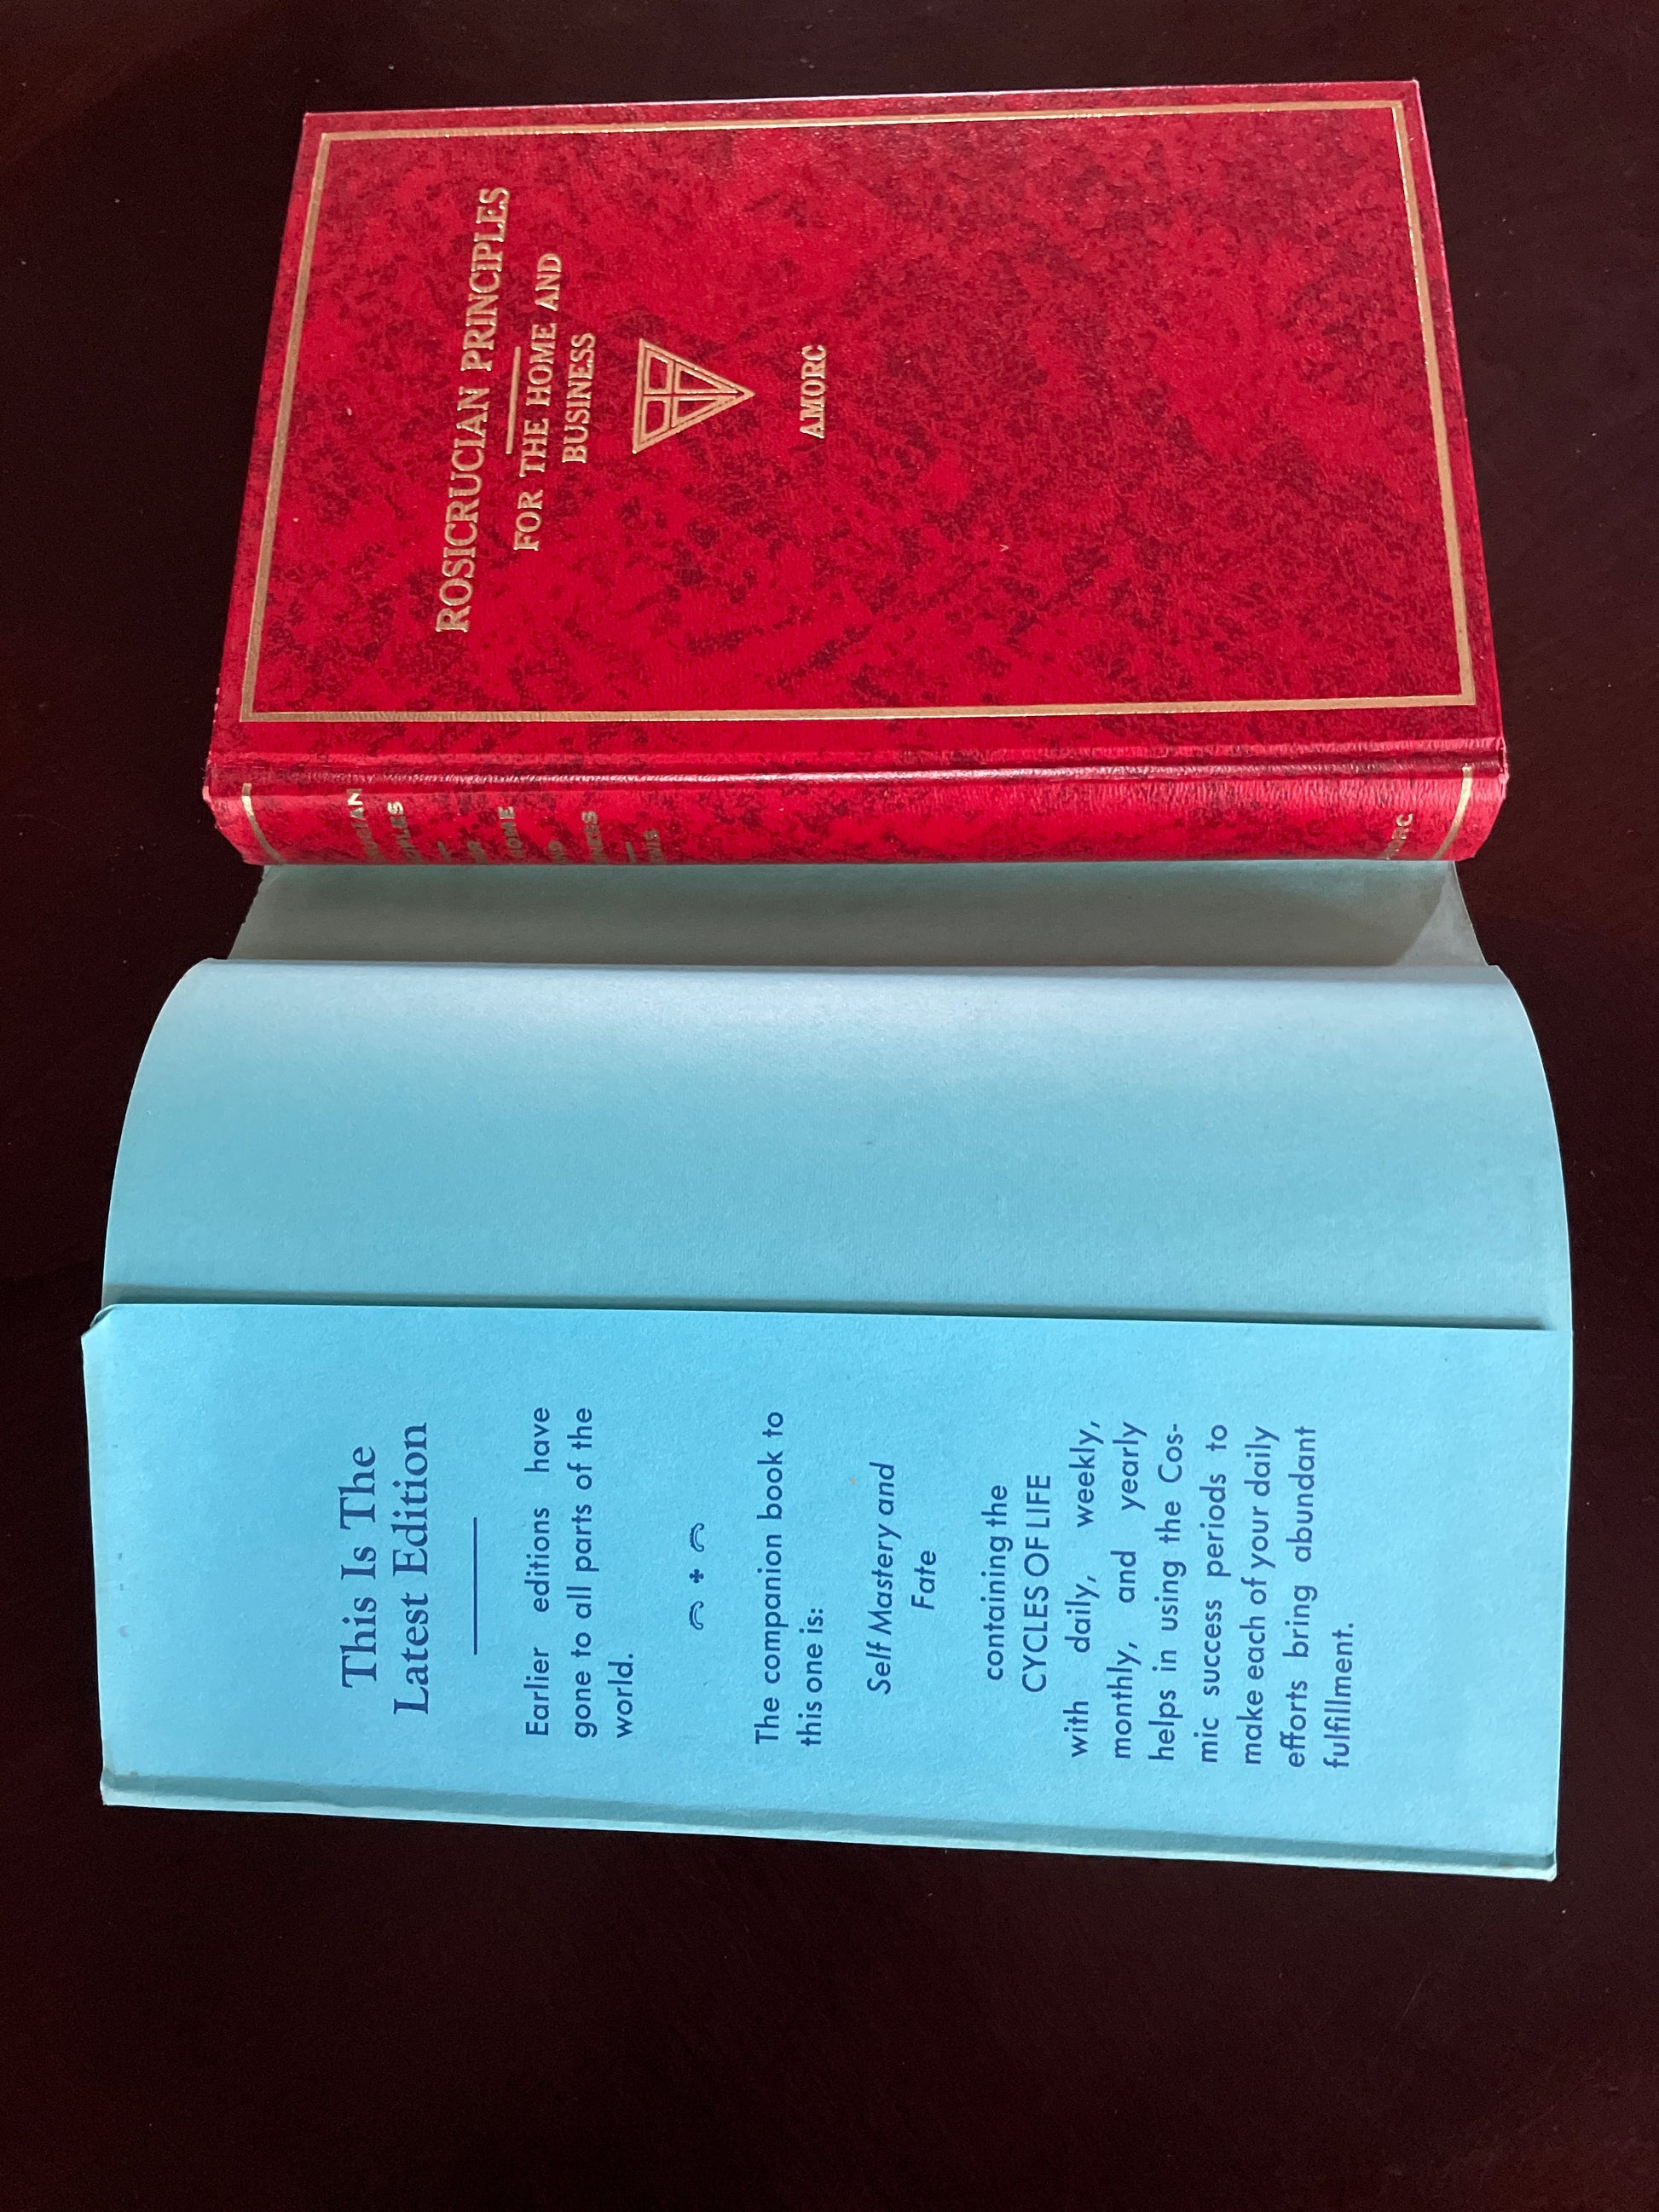 ROSICRUCIAN PRINCIPLES
FOR THE HOME AND
BUSINESS
AMORC
This Is The
Latest Edition
Earlier editions have
gone to all parts of the
world.
The companion book to
this one is:
Self Mastery and
Fate
containing the
CYCLES OF LIFE
with daily, weekly,
monthly, and yearly
helps in using the Cos-
mic success periods to
make each of your daily
efforts bring abundant
fulfillment.